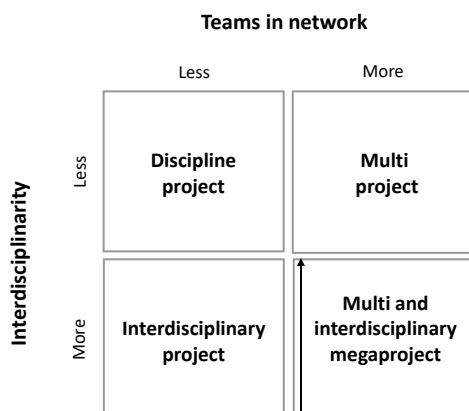 Teams in network
Less
More
Interdisciplinarity
Less
Discipline
project
Multi
project
More
Interdisciplinary
project
Multi and
interdisciplinary
megaproject